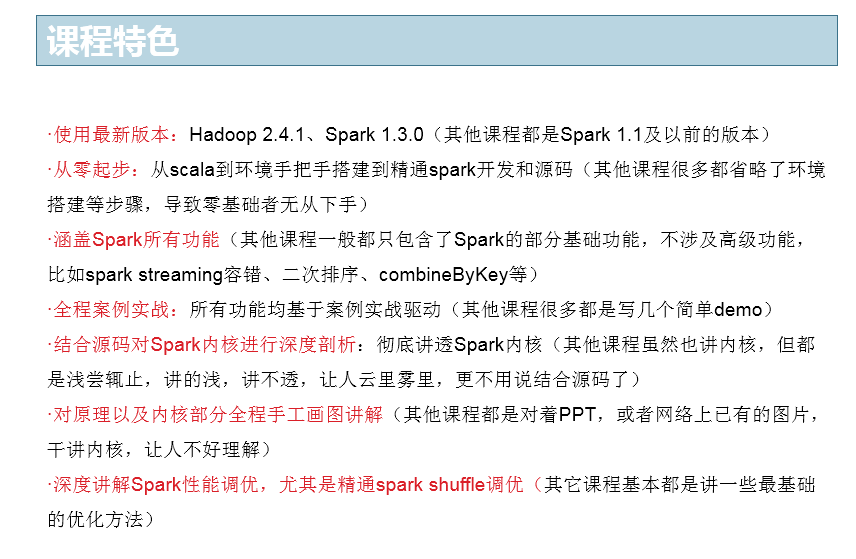 课程特色
·使用最新版本：Hadoop 2.4.1、Spark 1.3.0（其他课程都是Spark 1.1及以前的版本）
·从零起步：从scala到环境手把手搭建到精通spark开发和源码（其他课程很多都省略了环境
搭建等步骤，导致零基础者无从下手）
·涵盖Spark所有功能（其他课程一般都只包含了Spark的部分基础功能，不涉及高级功能，
比如spark streaming容错、二次排序、combineByKey等）
·全程案例实战：所有功能均基于案例实战驱动（其他课程很多都是写几个简单demo）
·结合源码对Spark内核进行深度剖析：彻底讲透Spark内核（其他课程虽然也讲内核，但都
是浅尝辄止，讲的浅，讲不透，让人云里雾里，更不用说结合源码了）
·对原理以及内核部分全程手工画图讲解（其他课程都是对着PPT，或者网络上已有的图片，
干讲内核，让人不好理解）
·深度讲解Spark性能调优，尤其是精通spark shuffle调优（其它课程基本都是讲一些最基础
的优化方法）